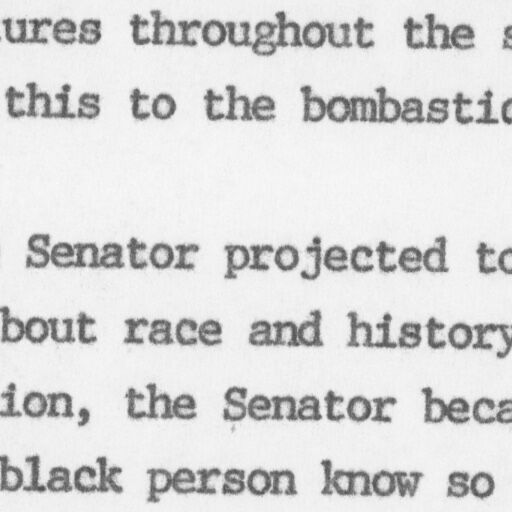 ures throughout the s
this to the bombastic
Senator projected to
bout race and history
ion, the Senator beca
black person know so